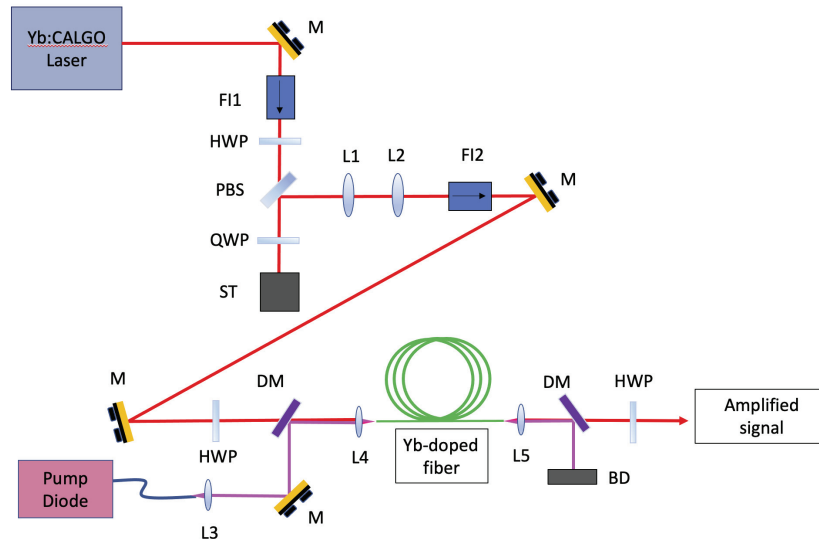 Yb:CALGO
Laser
M
FI1
HWP
L1
L2
FI2
M
PBS
QWP
ST
M
DM
DM
HWP
Amplified
signal
HWP
L4
Yb-doped
fiber
L5
BD
Pump
Diode
L3
M